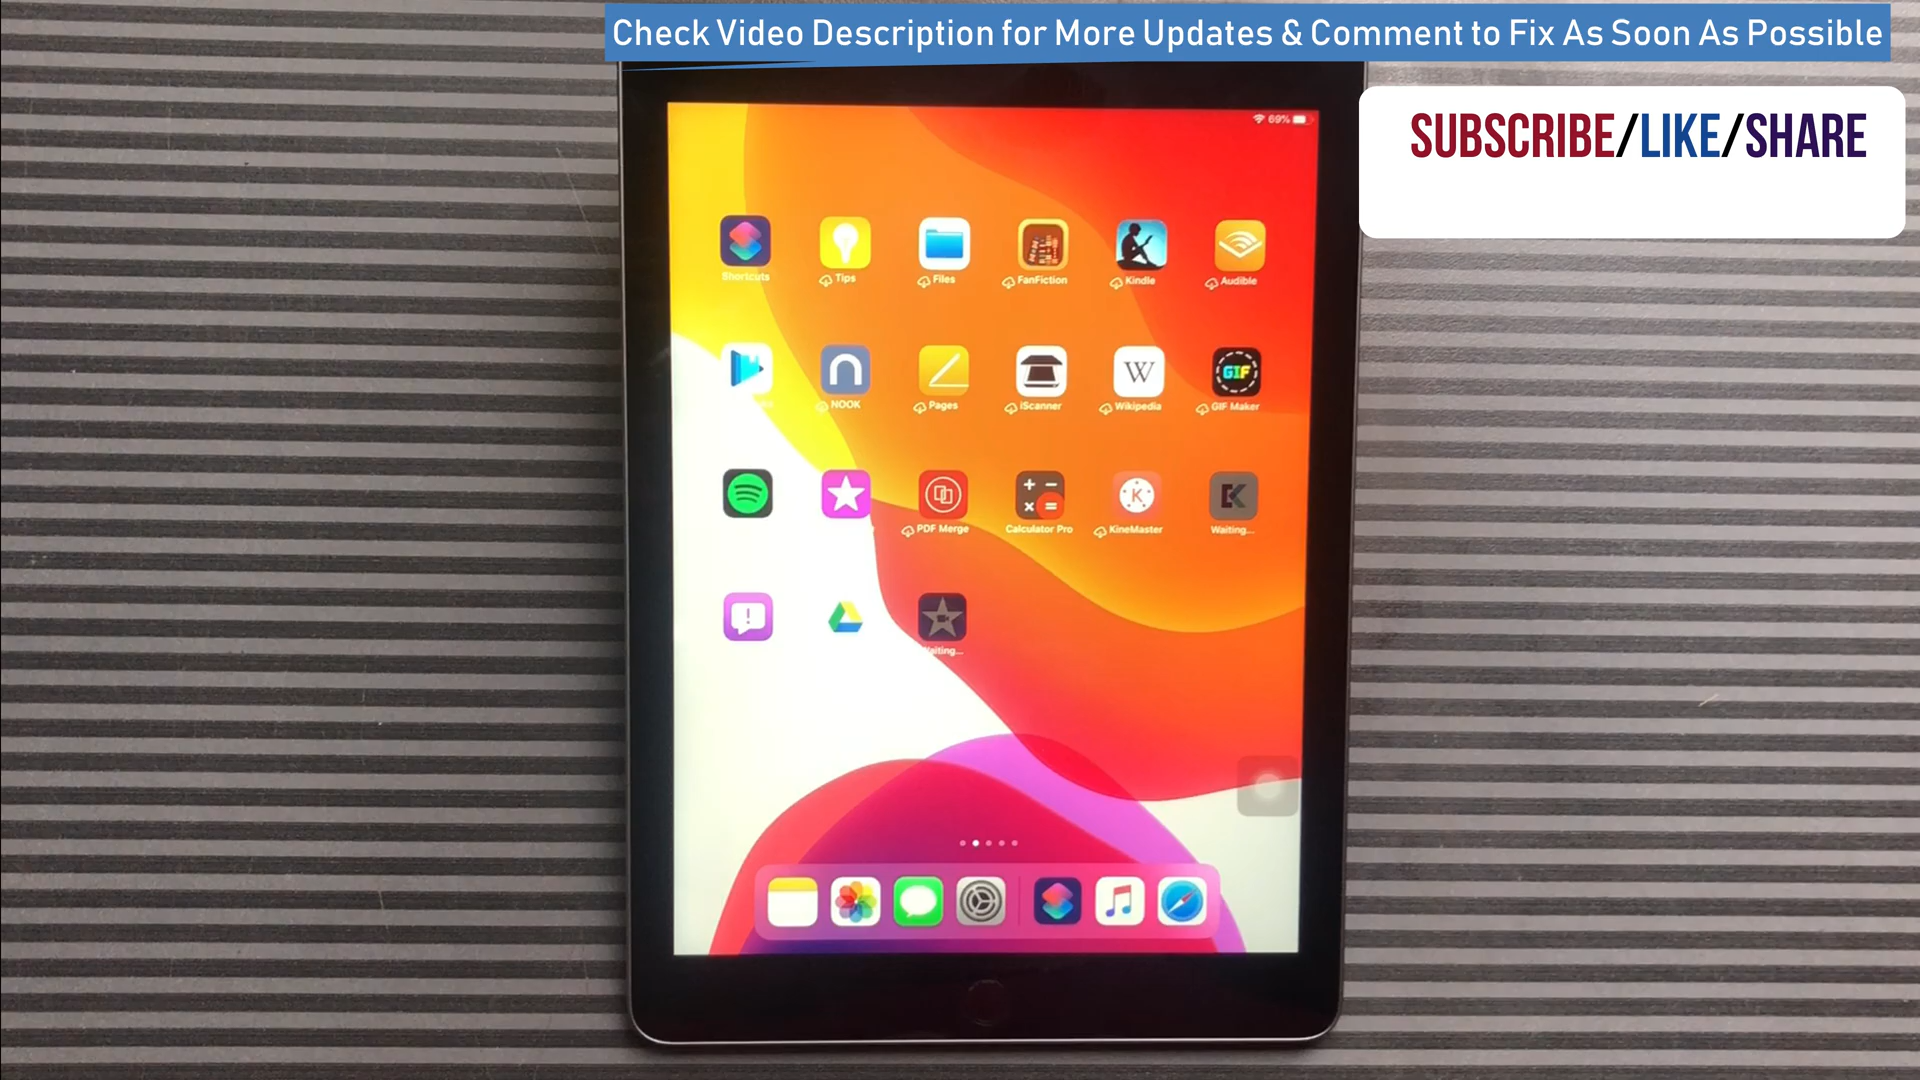 Check Video Description for More Updates & Comment to Fix As Soon As Possible
SUBSCRIBE/LIKE/SHARE
69%
Shortcuts
Tips
Files
FanFiction
Kindle
Audible
NOOK
Pages
iScanner
W
Wikipedia
GIF
GIF Maker
PDF Merge
Calculator Pro
K
KineMaster
K
Waiting...
!
aiting...